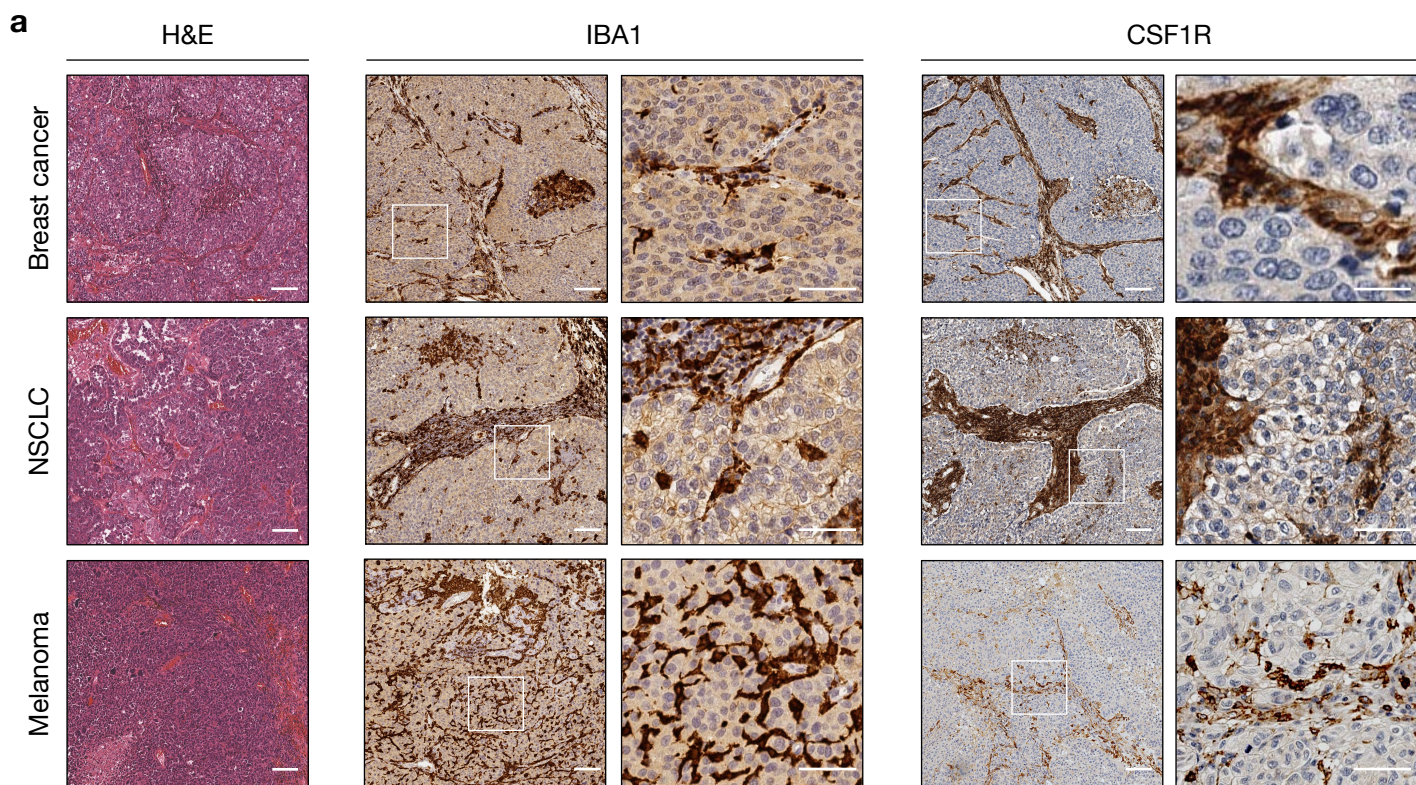 a
H&E
IBA1
CSF1R
Breast cancer
NSCLC
Melanoma